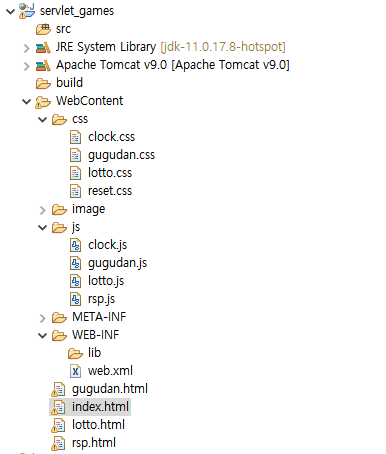 servlet_games
src
JRE System Library [jdk-11.0.17.8-hotspot]
Apache Tomcat v9.0 [Apache Tomcat v9.0]
build
WebContent
css
clock.css
gugudan.css
lotto.css
reset.css
image
js
clock.js
gugudan.js
lotto.js
rsp.js
META-INF
WEB-INF
lib
web.xml
gugudan.html
index.html
lotto.html
rsp.html